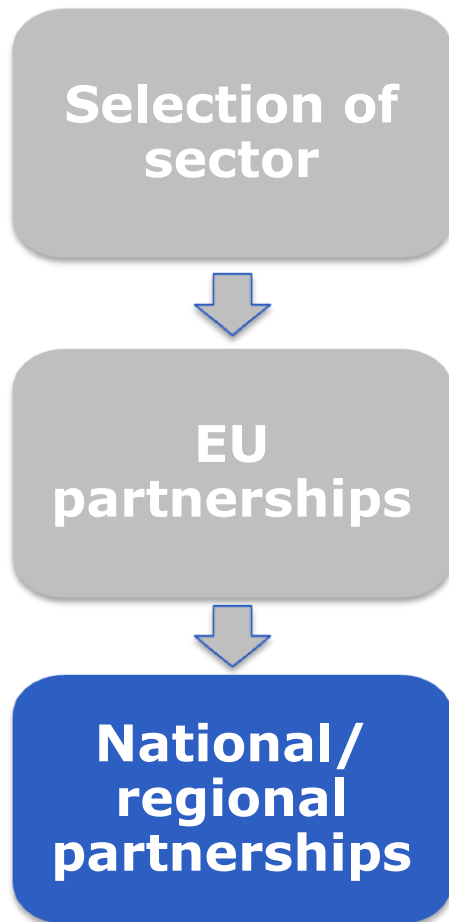 Selection of
sector
EU
partnerships
National/
regional
partnerships